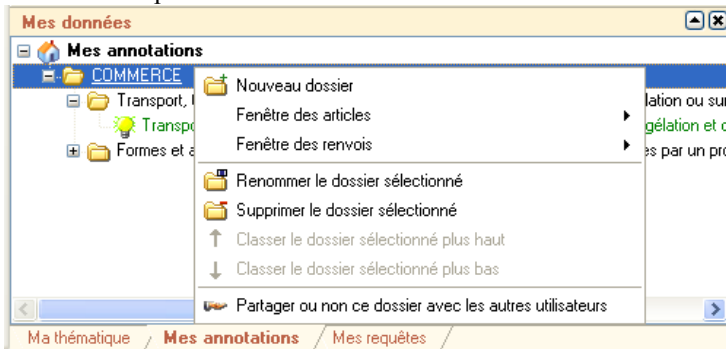 Mes données
Mes annotations
COMMERCE
Nouveau dossier
Transport,
lation ou su
Fenêtre des articles
Transpo
gélation et
Fenêtre des renvois
Formes et a
es par un pro
Renommer le dossier sélectionné
Supprimer le dossier sélectionné
Classer le dossier sélectionné plus haut
Classer le dossier sélectionné plus bas
Partager ou non ce dossier avec les autres utilisateurs
Ma thématique / Mes annotations / Mes requêtes /